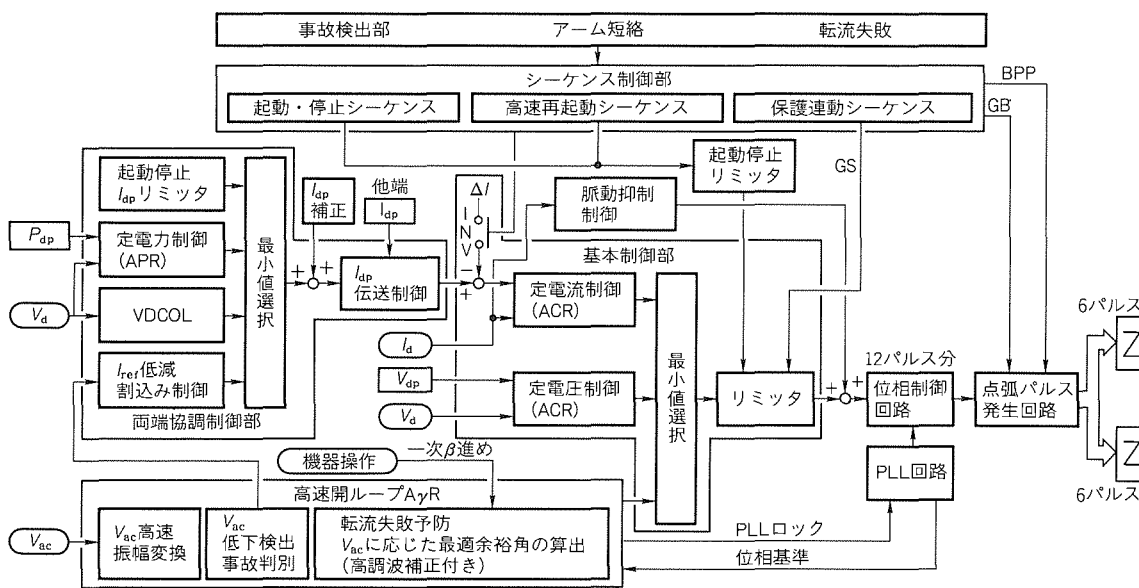 事故検出部 アーム短絡 転流失敗
シーケンス制御部
起動・停止シーケンス 高速再起動シーケンス 保護連動シーケンス
BPP
GB
GS
起動停止
Idpリミッタ
定電力制御
(APR)
VDCOL
Iref低減
割込み制御
両端協調制御部
Pdp
Vd
最小値選択
Idp
補正
他端
Idp
Idp
伝送制御
ΔI
INV
脈動抑制
制御
起動停止
リミッタ
基本制御部
定電流制御
(ACR)
Id
Vdp
Vd
定電圧制御
(ACR)
最小値選択
リミッタ
12パルス分
位相制御
回路
点弧パルス
発生回路
6パルス
6パルス
PLL回路
機器操作
一次β進め
高速開ループAγR
Vac
Vac高速
振幅変換
Vac
低下検出
事故判別
転流失敗予防
Vacに応じた最適余裕角の算出
(高調波補正付き)
PLLロック
位相基準